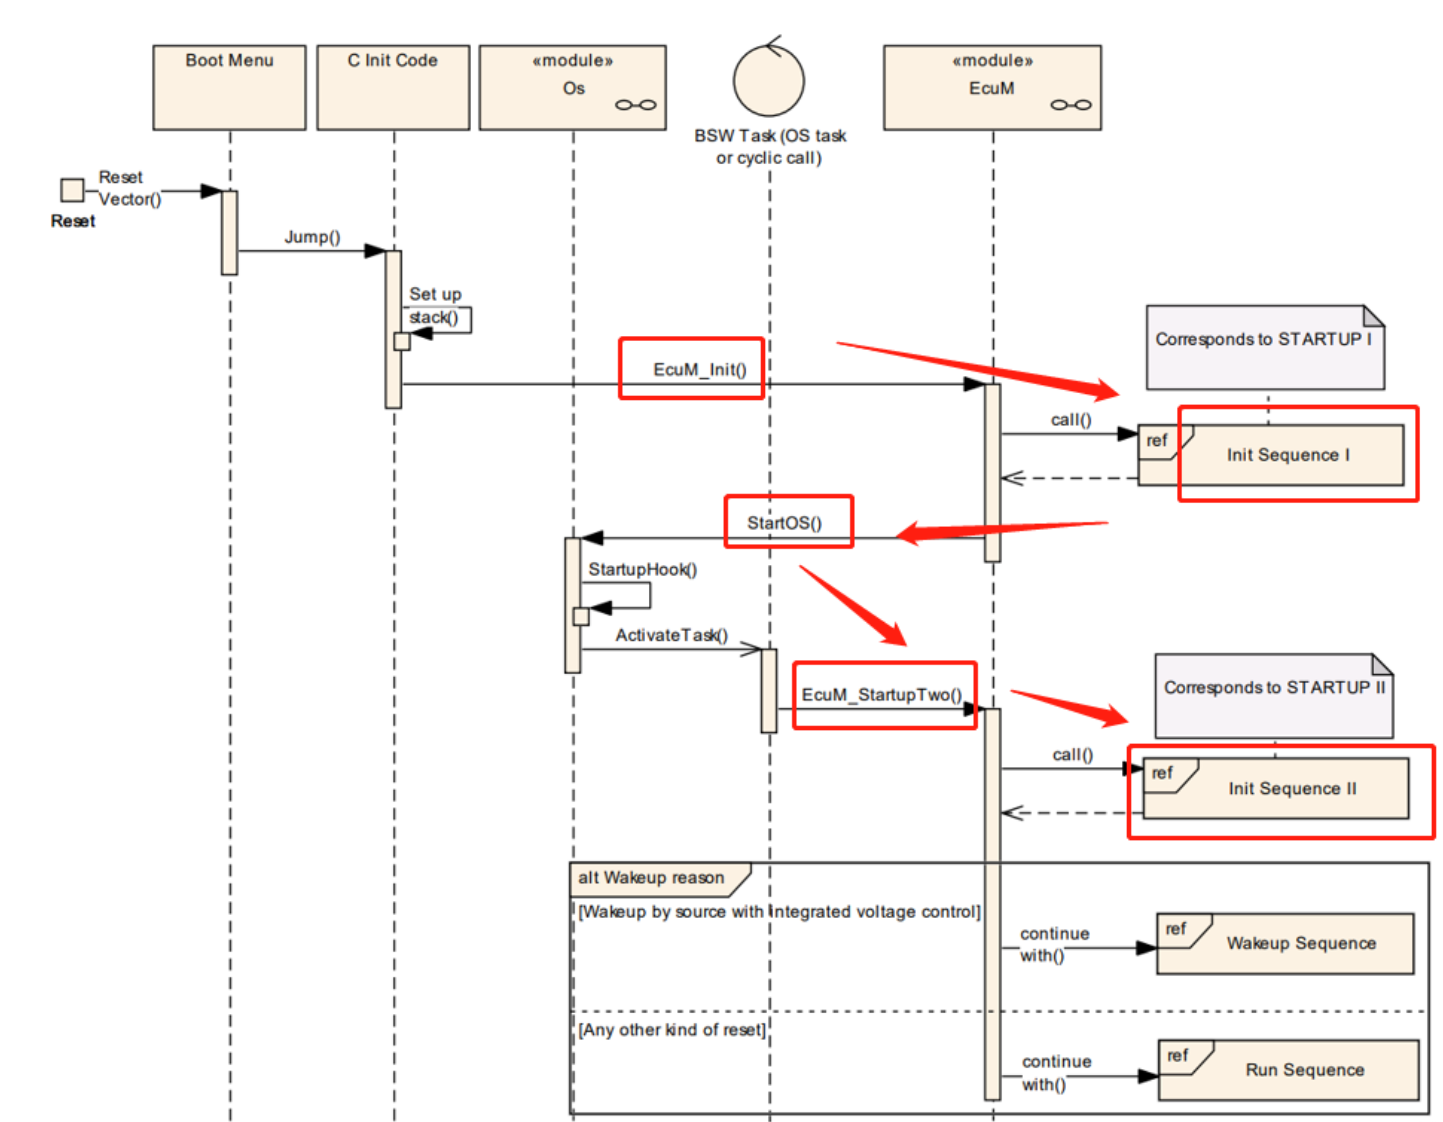 Boot Menu
C Init Code
«module»
Os
BSW Task (OS task
or cyclic call)
«module»
EcuM
Reset
Vector()
Reset
Jump()
Set up
stack()
EcuM_Init()
Corresponds to STARTUP I
call()
ref
Init Sequence I
StartOS()
StartupHook()
ActivateTask()
EcuM_StartupTwo()
Corresponds to STARTUP II
call()
ref
Init Sequence II
alt Wakeup reason
[Wakeup by source with integrated voltage control]
continue
with()
ref
Wakeup Sequence
[Any other kind of reset]
continue
with()
ref
Run Sequence